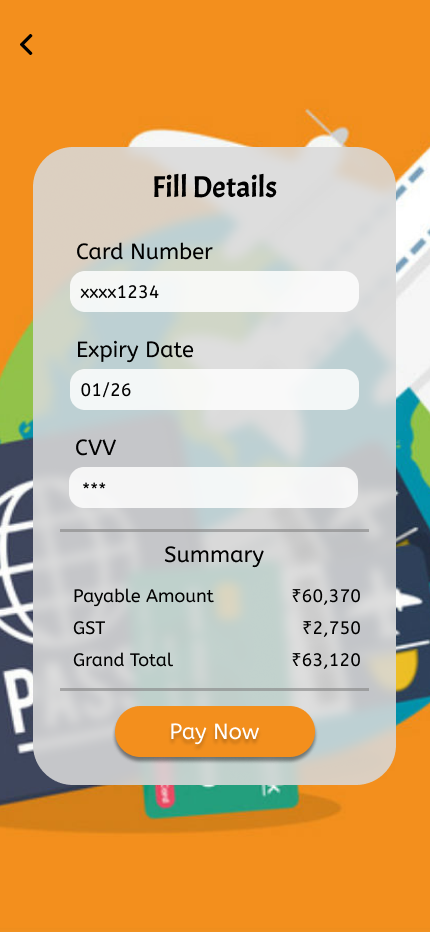 Fill Details
Card Number
xxxx1234
Expiry Date
01/26
CVV
***
Summary
Payable Amount ₹60,370
GST ₹2,750
Grand Total ₹63,120
Pay Now